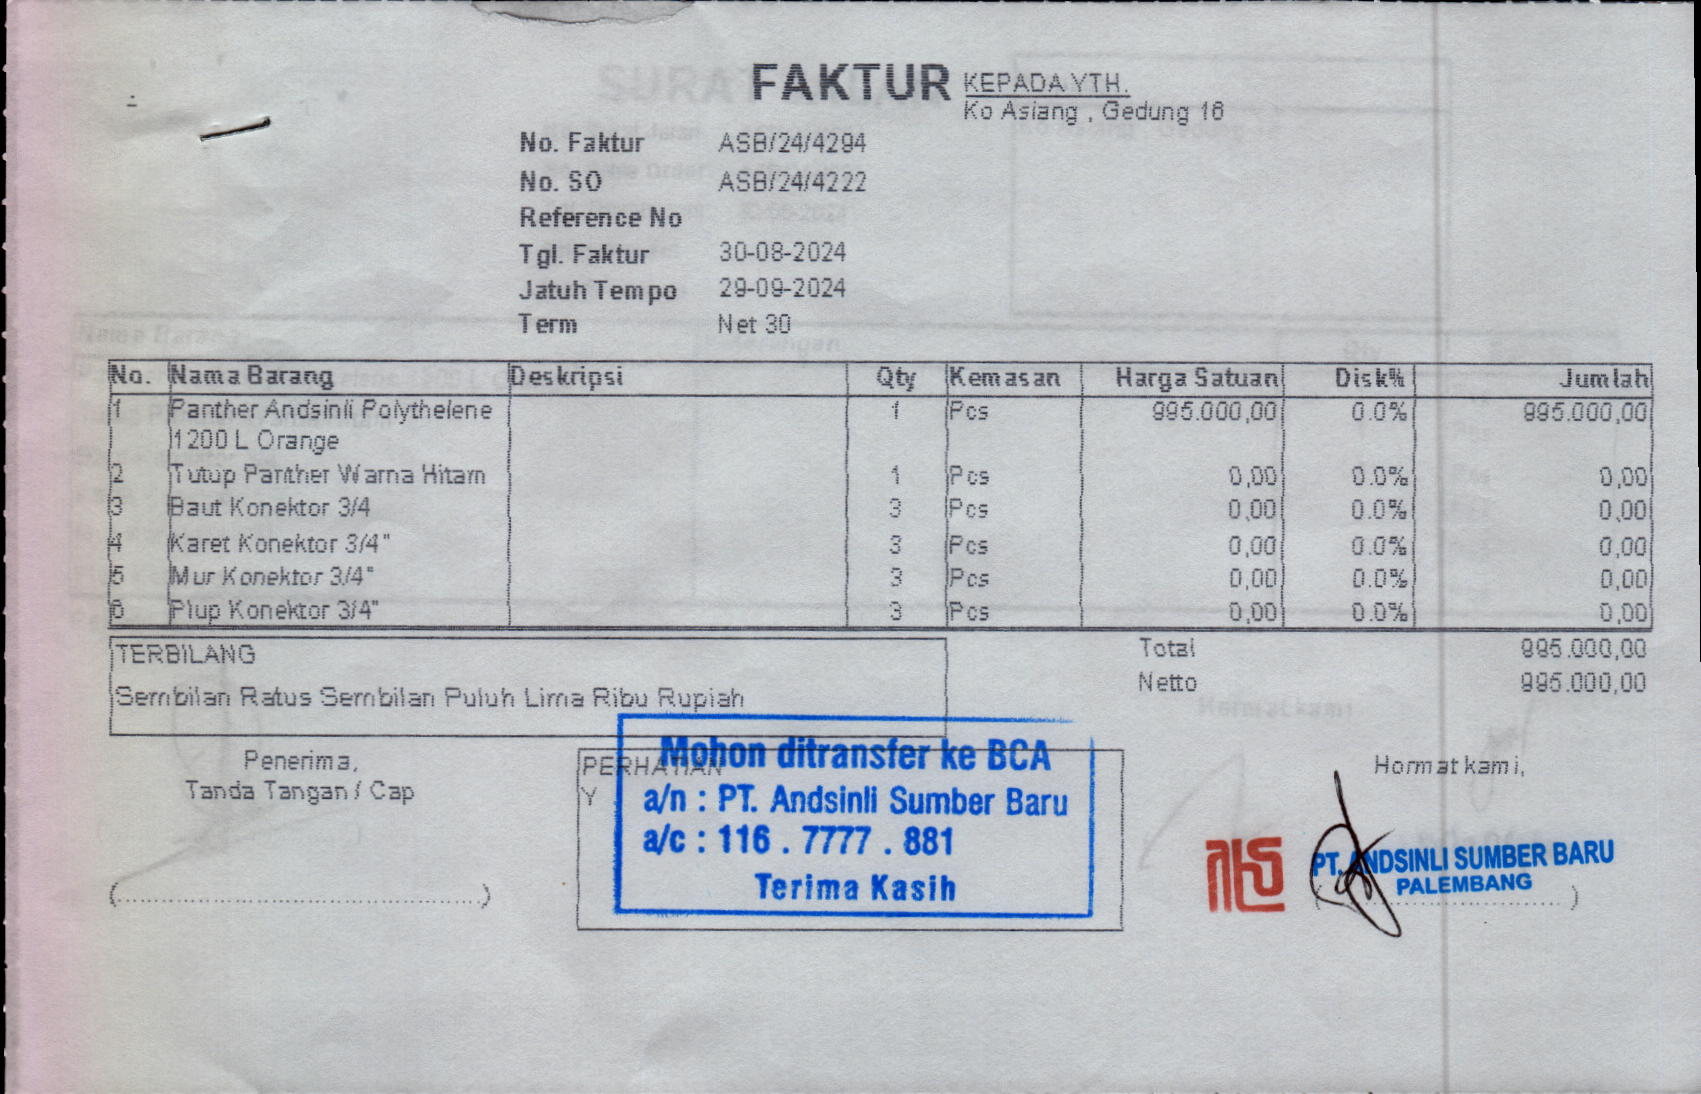 FAKTUR
KEPADA YTH.
Ko Asiang , Gedung 16
No. Faktur ASB/24/4294
No. SO ASB/24/4222
Reference No
Tgl. Faktur 30-08-2024
Jatuh Tempo 29-09-2024
Term Net 30
No. Nama Barang Deskripsi Qty Kemasan Harga Satuan Disk% Jumlah
1 Panther Andsinli Polythelene 1 Pcs 995.000,00 0.0% 995.000,00
1200 L Orange
2 Tutup Panther Warna Hitam 1 Pcs 0,00 0.0% 0,00
3 Baut Konektor 3/4 3 Pcs 0,00 0.0% 0,00
4 Karet Konektor 3/4" 3 Pcs 0,00 0.0% 0,00
5 Mur Konektor 3/4" 3 Pcs 0,00 0.0% 0,00
6 Plup Konektor 3/4" 3 Pcs 0,00 0.0% 0,00
TERBILANG
Sembilan Ratus Sembilan Puluh Lima Ribu Rupiah
Total 995.000,00
Netto 995.000,00
Penerima,
Tanda Tangan / Cap
(............................................)
PERHATIAN
Y
Mohon ditransfer ke BCA
a/n : PT. Andsinli Sumber Baru
a/c : 116 . 7777 . 881
Terima Kasih
Hormat kami,
PT. ANDSINLI SUMBER BARU
PALEMBANG